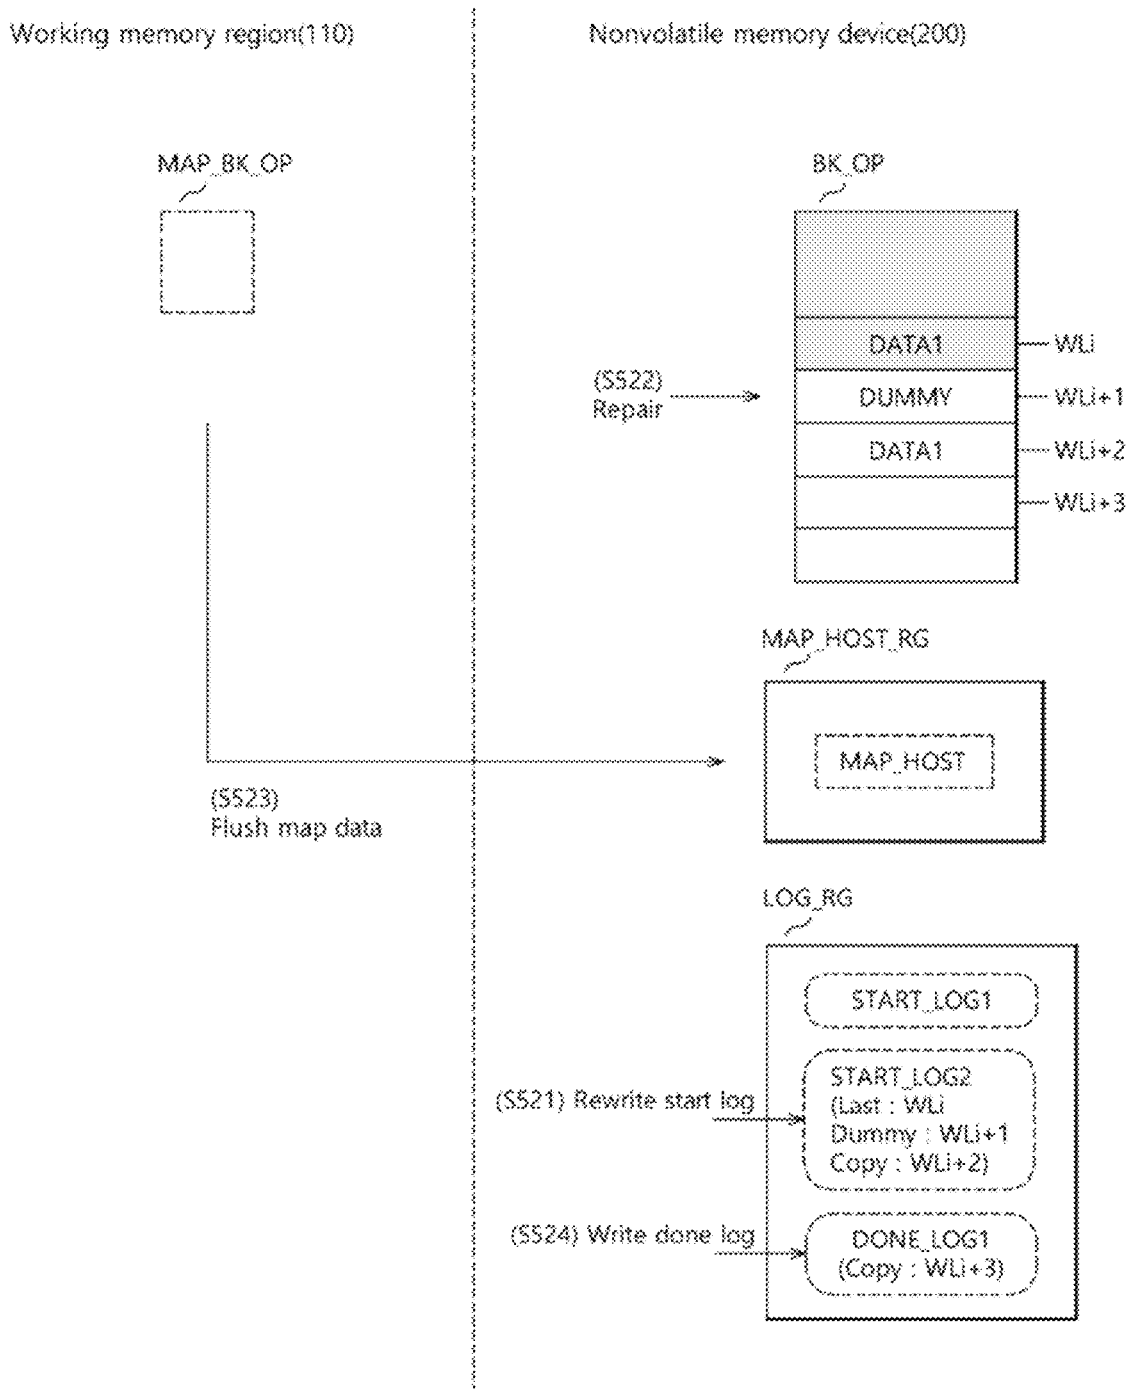 Working memory region(110)
Nonvolatile memory device(200)
MAP_BK_OP
BK_OP
DATA1
WLi
(S522)
Repair
DUMMY
WLi+1
DATA1
WLi+2
WLi+3
MAP_HOST_RG
MAP_HOST
(S523)
Flush map data
LOG_RG
START_LOG1
(S521) Rewrite start log
START_LOG2
(Last : WLi
Dummy : WLi+1
Copy : WLi+2)
(S524) Write done log
DONE_LOG1
(Copy : WLi+3)